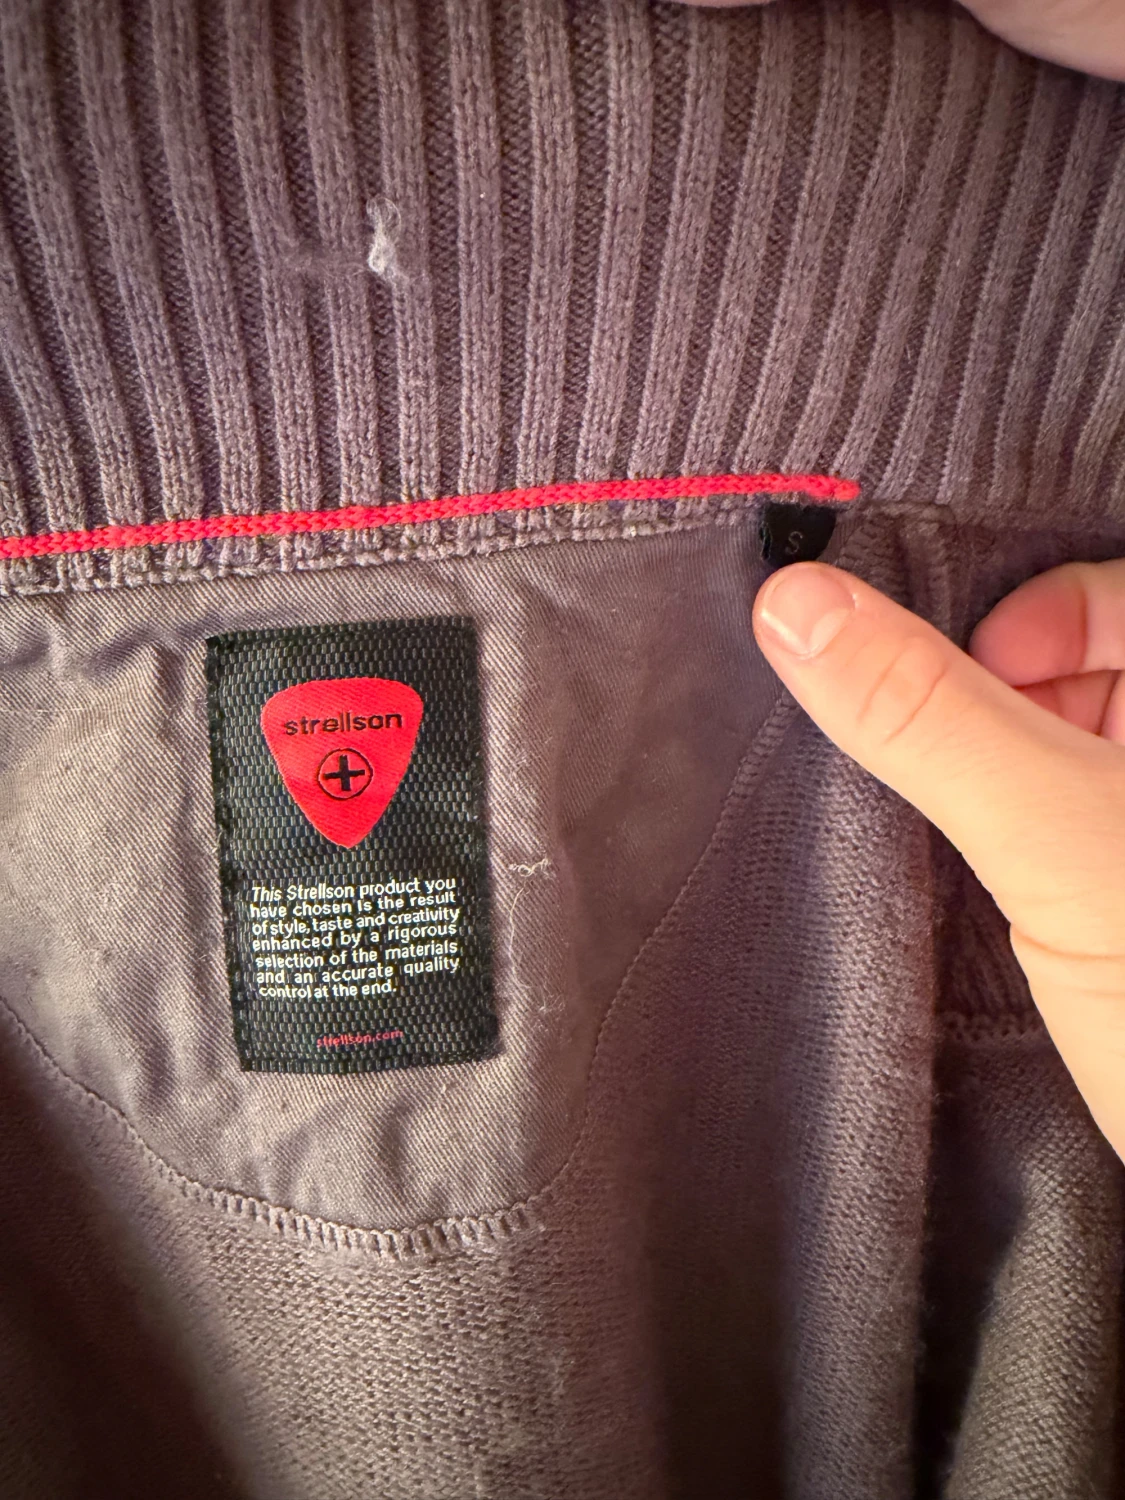 S
strellson
This Strellson product you
have chosen is the result
of style, taste and creativity
enhanced by a rigorous
selection of the materials
and an accurate quality
control at the end.
strellson.com